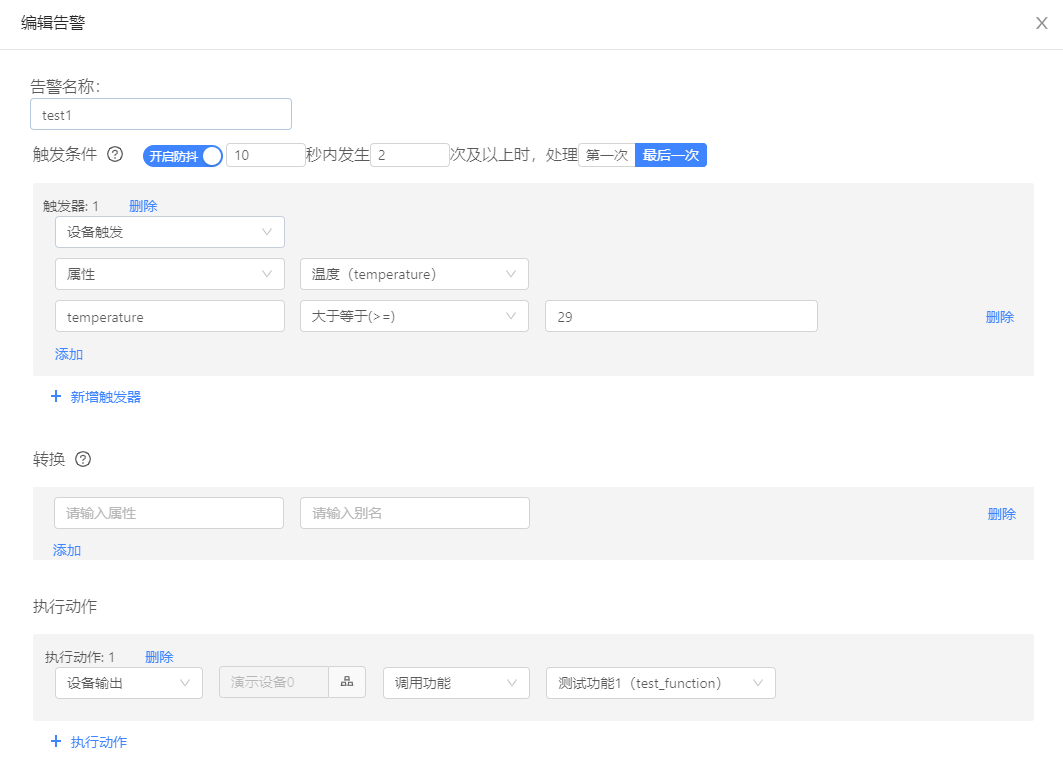 编辑告警
告警名称:
test1
触发条件 开启防抖 10 秒内发生 2 次及以上时，处理 第一次 最后一次
触发器: 1 删除
设备触发
属性 温度（temperature）
temperature 大于等于(>=) 29 删除
添加
+ 新增触发器
转换
请输入属性 请输入别名 删除
添加
执行动作
执行动作: 1 删除
设备输出 演示设备0 调用功能 测试功能1（test_function）
+ 执行动作